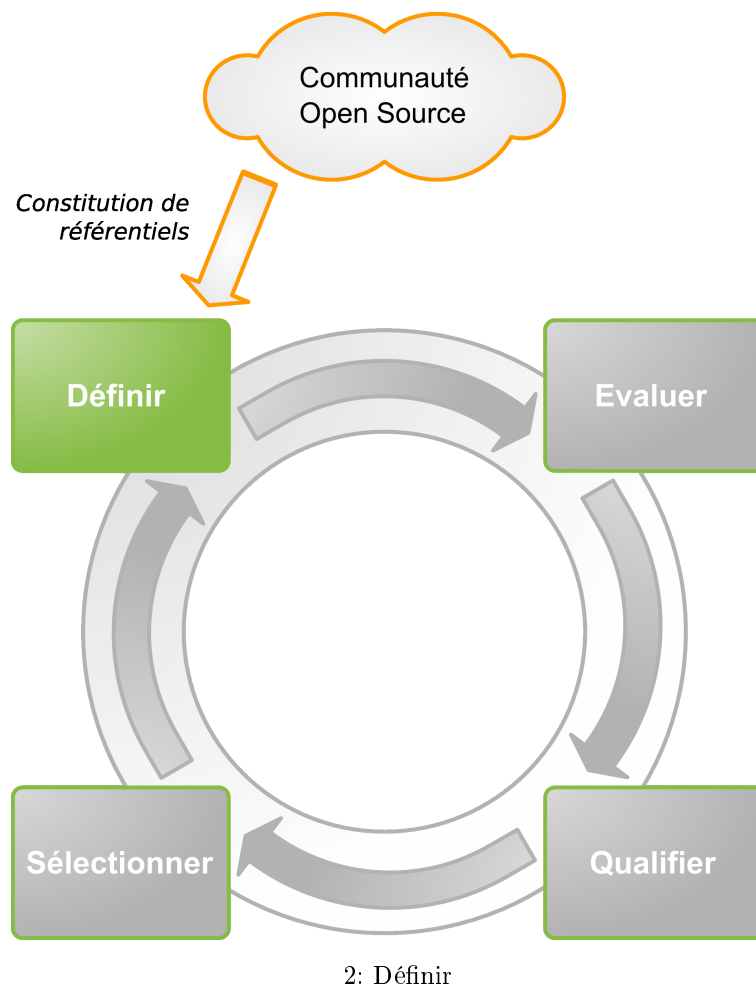 Communauté
Open Source
Constitution de
référentiels
Définir
Evaluer
Sélectionner
Qualifier
2: Définir